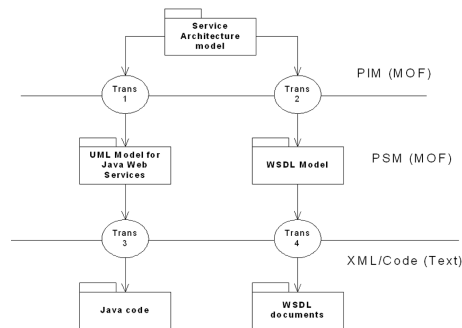 Service
Architecture
model
PIM (MOF)
Trans
1
Trans
2
UML Model for
Java Web
Services
WSDL Model
PSM (MOF)
Trans
3
Trans
4
XML/Code (Text)
Java code
WSDL
documents